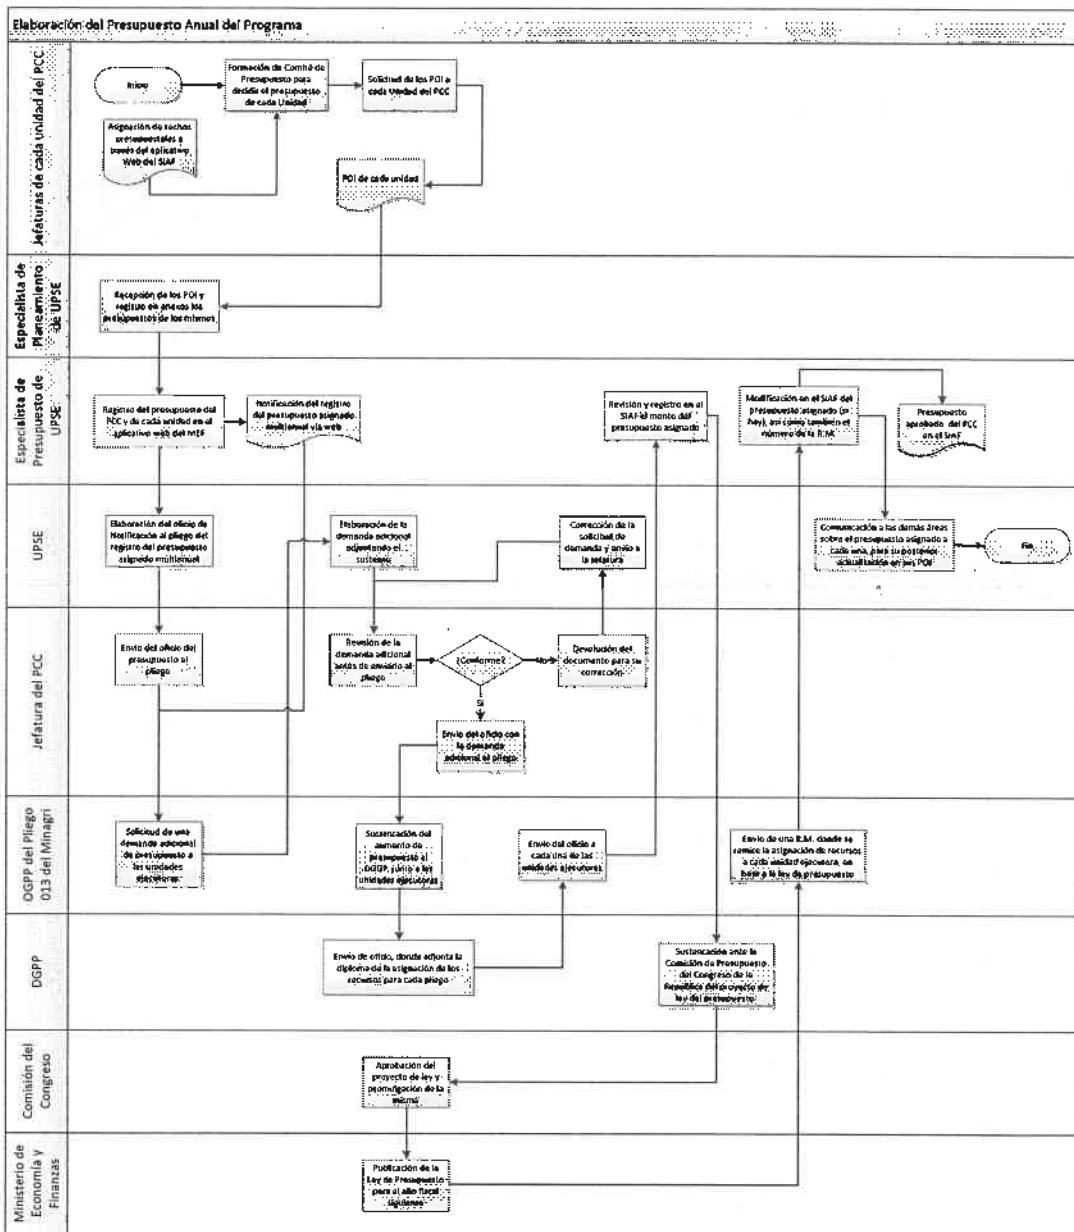 Elaboración del Presupuesto Anual del Programa
Jefaturas de cada unidad del PCC
Inicio
Formación de Comité de
Presupuesto para
decidir el presupuesto
de cada Unidad
Solicitud de los POI a
cada Unidad del PCC
Asignación de techos
presupuestales a
través del aplicativo
Web del SIAF
POI de cada unidad
Especialista de
Planeamiento
de UPSE
Recepción de los POI y
registro en anexos los
presupuestos de los mismos
Especialista de
Presupuesto de
UPSE
Registro del presupuesto del
PCC y de cada unidad en el
aplicativo web del MEF
Notificación del registro
del presupuesto asignado
multianual vía web
Revisión y registro en el
SIAF el monto del
presupuesto asignado
Modificación en el SIAF del
presupuesto asignado (si
hay), así como también el
número de la R.M.
Presupuesto
aprobado del PCC
en el SIAF
UPSE
Elaboración del oficio de
Notificación al pliego del
registro del presupuesto
asignado multianual
Elaboración de la
demanda adicional
adjuntando el
sustento
Corrección de la
solicitud de
demanda y envío a
la jefatura
Comunicación a las demás áreas
sobre el presupuesto asignado a
cada una, para su posterior
actualización en sus POI
Fin
Jefatura del PCC
Envío del oficio del
presupuesto al
pliego
Revisión de la
demanda adicional
antes de enviarlo al
pliego
¿Conforme?
No
Devolución del
documento para su
corrección
Si
Envío del oficio con
la demanda
adicional al pliego
OGPP del Pliego
013 del Minagri
Solicitud de una
demanda adicional
de presupuesto a
las unidades
ejecutoras
Sustentación del
aumento de
presupuesto al
DGGP, junto a las
unidades ejecutoras
Envío del oficio a
cada una de las
unidades ejecutoras
Envío de una R.M. donde se
remite la asignación de recursos
a cada unidad ejecutora, en
base a la ley de presupuesto
DGPP
Envío de oficio, donde adjunta la
diploma de la asignación de los
recursos para cada pliego
Sustentación ante la
Comisión de Presupuesto
del Congreso de la
República del proyecto de
ley del presupuesto
Comisión del
Congreso
Aprobación del
proyecto de ley y
promulgación de la
misma
Ministerio de
Economía y
Finanzas
Publicación de la
Ley de Presupuesto
para el año fiscal
siguiente